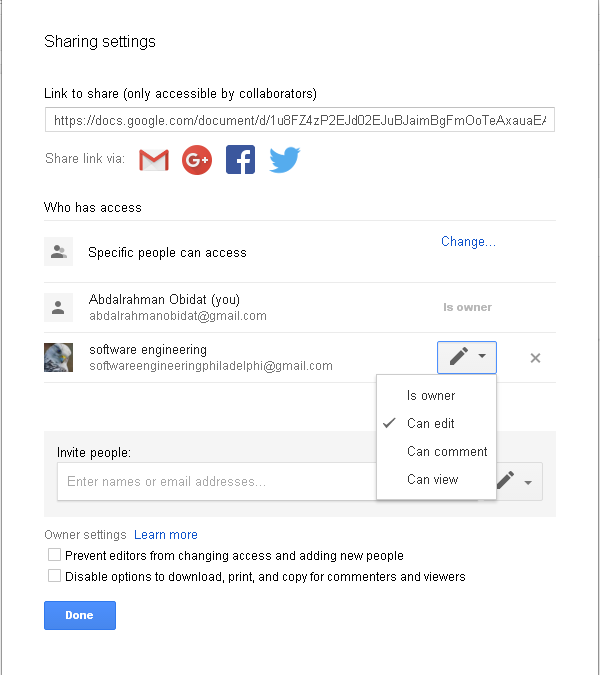 Sharing settings
Link to share (only accessible by collaborators)
https://docs.google.com/document/d/1u8FZ4zP2EJd02EJuBJaimBgFmOoTeAxauaEA
Share link via:
Who has access
Specific people can access
Change...
Abdalrahman Obidat (you)
Is owner
abdalrahmanobidat@gmail.com
software engineering
softwareengineeringphiladelphi@gmail.com
Is owner
Can edit
Can comment
Can view
Invite people:
Enter names or email addresses...
Owner settings Learn more
Prevent editors from changing access and adding new people
Disable options to download, print, and copy for commenters and viewers
Done